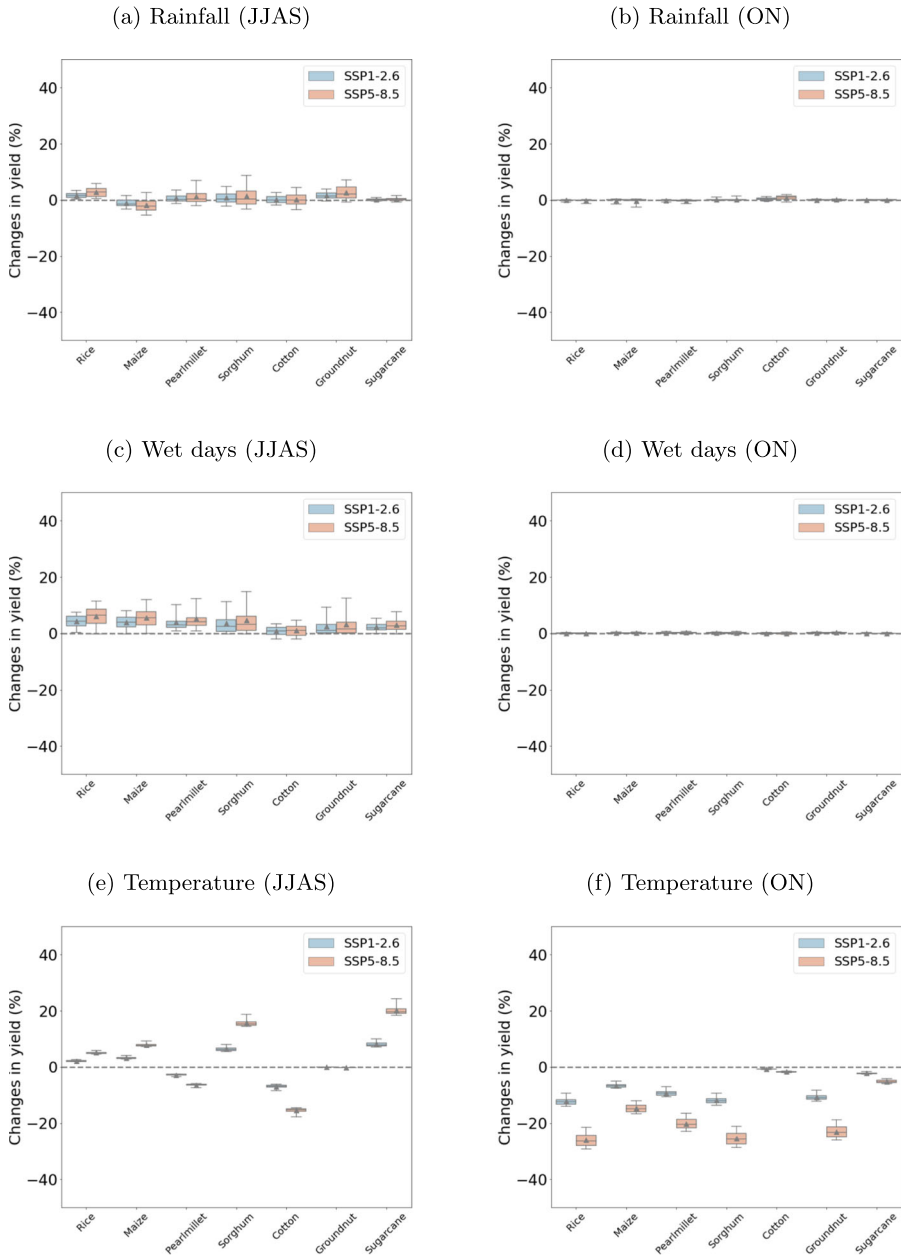 (a) Rainfall (JJAS)
Changes in yield (%)
40
20
0
−20
−40
SSP1-2.6
SSP5-8.5
Rice
Maize
Pearlmillet
Sorghum
Cotton
Groundnut
Sugarcane
(b) Rainfall (ON)
Changes in yield (%)
40
20
0
−20
−40
SSP1-2.6
SSP5-8.5
Rice
Maize
Pearlmillet
Sorghum
Cotton
Groundnut
Sugarcane
(c) Wet days (JJAS)
Changes in yield (%)
40
20
0
−20
−40
SSP1-2.6
SSP5-8.5
Rice
Maize
Pearlmillet
Sorghum
Cotton
Groundnut
Sugarcane
(d) Wet days (ON)
Changes in yield (%)
40
20
0
−20
−40
SSP1-2.6
SSP5-8.5
Rice
Maize
Pearlmillet
Sorghum
Cotton
Groundnut
Sugarcane
(e) Temperature (JJAS)
Changes in yield (%)
40
20
0
−20
−40
SSP1-2.6
SSP5-8.5
Rice
Maize
Pearlmillet
Sorghum
Cotton
Groundnut
Sugarcane
(f) Temperature (ON)
Changes in yield (%)
40
20
0
−20
−40
SSP1-2.6
SSP5-8.5
Rice
Maize
Pearlmillet
Sorghum
Cotton
Groundnut
Sugarcane